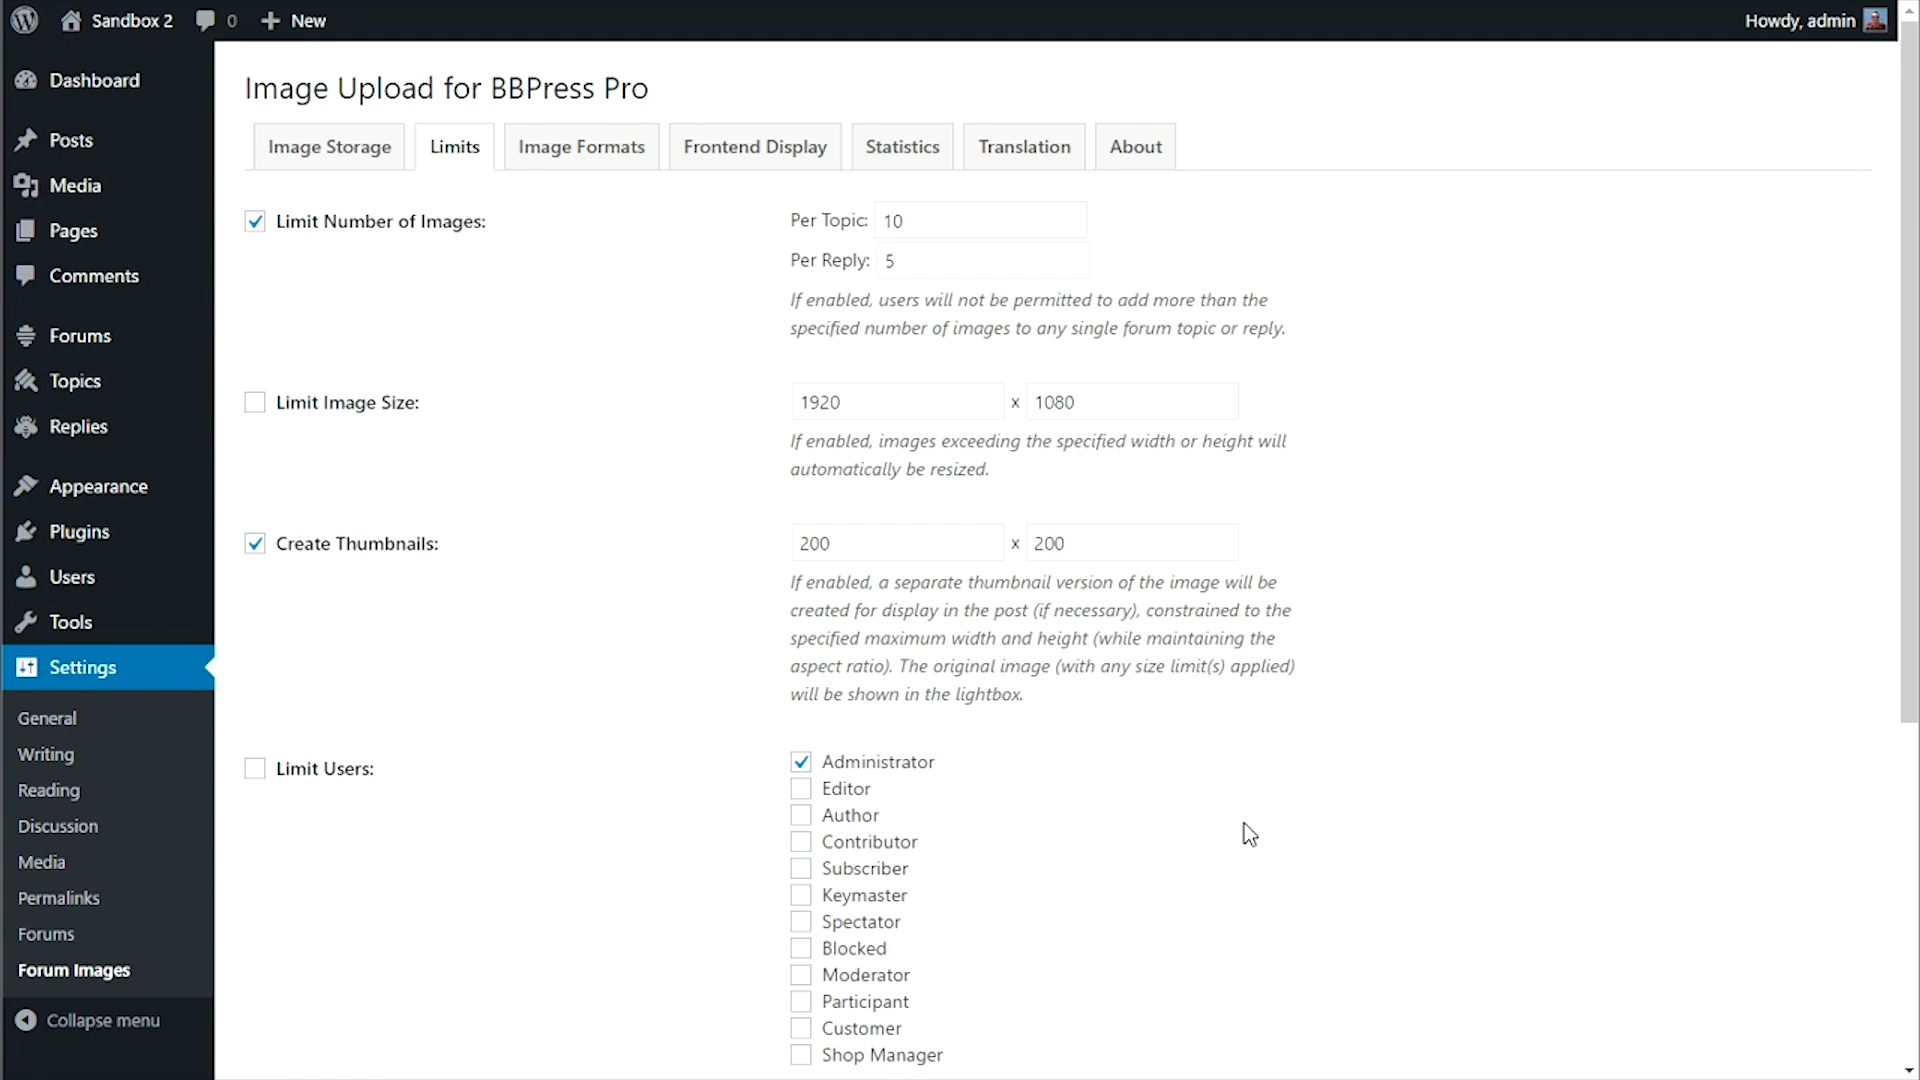 Sandbox 2
0
New
Howdy, admin
Dashboard
Posts
Media
Pages
Comments
Forums
Topics
Replies
Appearance
Plugins
Users
Tools
Settings
General
Writing
Reading
Discussion
Media
Permalinks
Forums
Forum Images
Collapse menu
Image Upload for BBPress Pro
Image Storage
Limits
Image Formats
Frontend Display
Statistics
Translation
About
Limit Number of Images:
Per Topic: 10
Per Reply: 5
If enabled, users will not be permitted to add more than the
specified number of images to any single forum topic or reply.
Limit Image Size:
1920 x 1080
If enabled, images exceeding the specified width or height will
automatically be resized.
Create Thumbnails:
200 x 200
If enabled, a separate thumbnail version of the image will be
created for display in the post (if necessary), constrained to the
specified maximum width and height (while maintaining the
aspect ratio). The original image (with any size limit(s) applied)
will be shown in the lightbox.
Limit Users:
Administrator
Editor
Author
Contributor
Subscriber
Keymaster
Spectator
Blocked
Moderator
Participant
Customer
Shop Manager